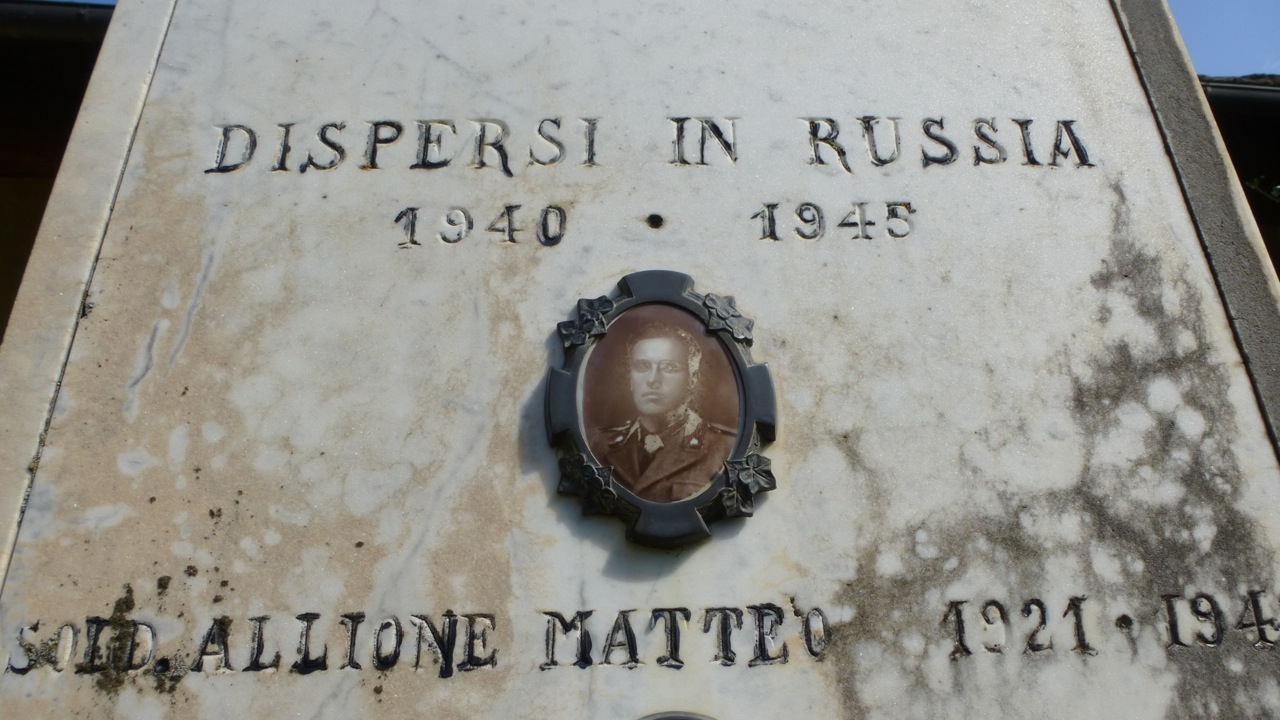 DISPERSI IN RUSSIA
1940 • 1945
SOLD. ALLIONE MATTEO 1921 • 194